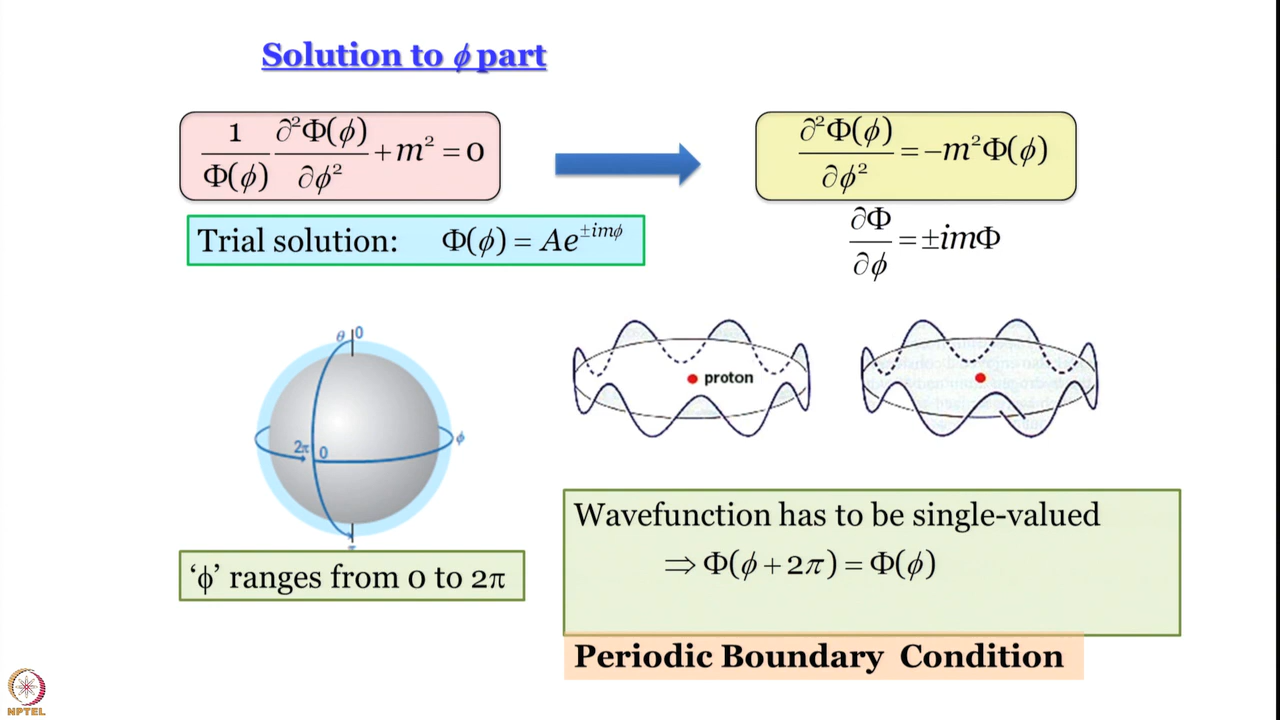 Solution to ϕ part
1/Φ(ϕ) ∂²Φ(ϕ)/∂ϕ² + m² = 0
∂²Φ(ϕ)/∂ϕ² = −m²Φ(ϕ)
Trial solution: Φ(ϕ) = Ae^{±imϕ}
∂Φ/∂ϕ = ±imΦ
θ 0
proton
ϕ
2π 0
π
Wavefunction has to be single-valued
⇒ Φ(ϕ + 2π) = Φ(ϕ)
'ϕ' ranges from 0 to 2π
Periodic Boundary Condition
NPTEL